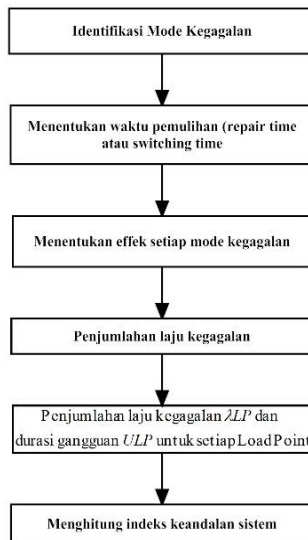 Identifikasi Mode Kegagalan
Menentukan waktu pemulihan (repair time
atau switching time
Menentukan effek setiap mode kegagalan
Penjumlahan laju kegagalan
Penjumlahan laju kegagalan λLP dan
durasi gangguan ULP untuk setiap Load Point
Menghitung indeks keandalan sistem